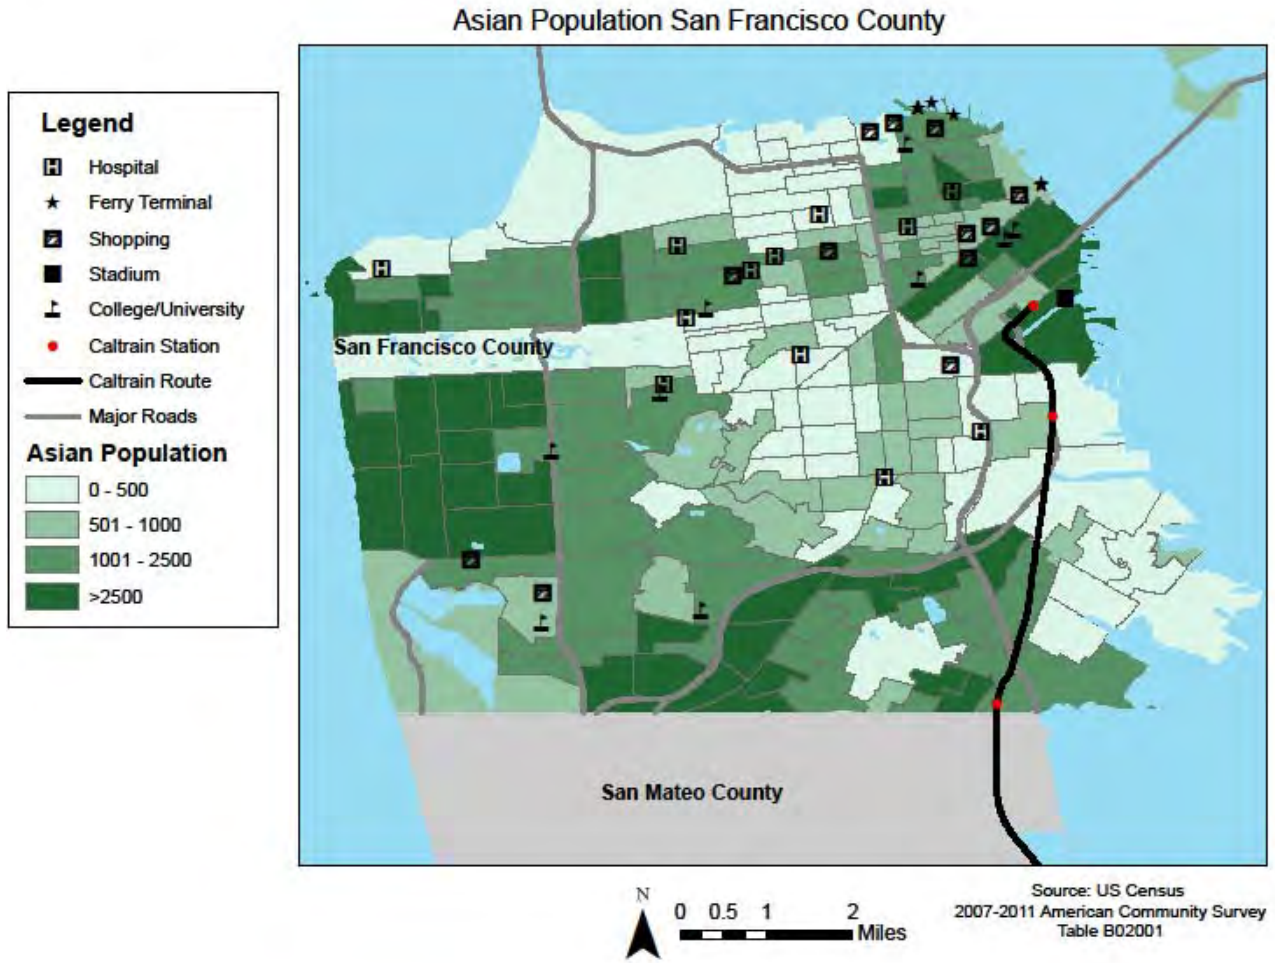 Asian Population San Francisco County
Legend
Hospital
Ferry Terminal
Shopping
Stadium
College/University
Caltrain Station
Caltrain Route
Major Roads
Asian Population
0 - 500
501 - 1000
1001 - 2500
>2500
San Francisco County
San Mateo County
N
0 0.5 1 2
Miles
Source: US Census
2007-2011 American Community Survey
Table B02001